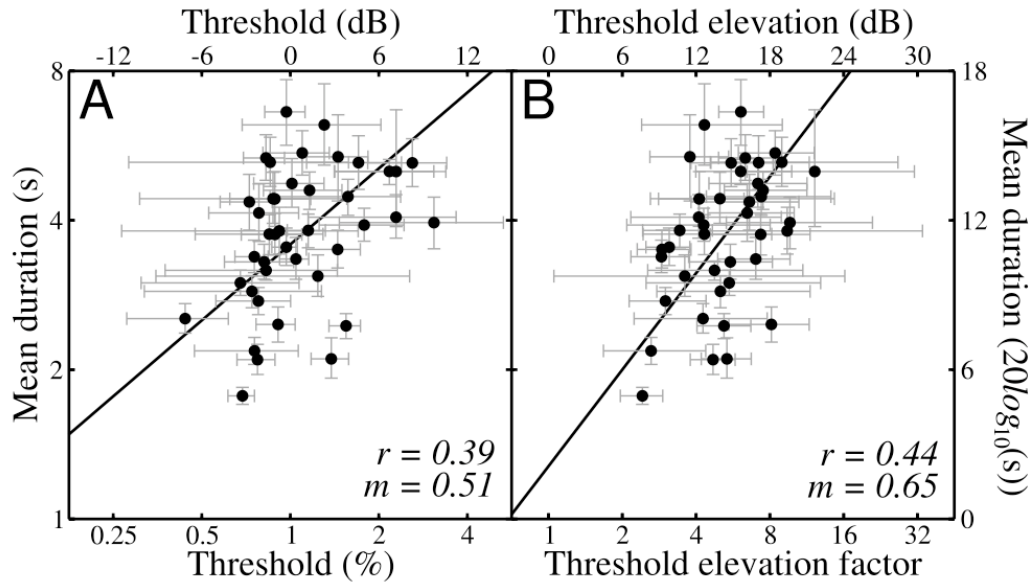 Threshold (dB)
Threshold elevation (dB)
-12 -6 0 6 12
0 6 12 18 24 30
A
B
8
4
2
1
Mean duration (s)
18
12
6
0
Mean duration (20log10(s))
r = 0.39
m = 0.51
r = 0.44
m = 0.65
0.25 0.5 1 2 4
1 2 4 8 16 32
Threshold (%)
Threshold elevation factor